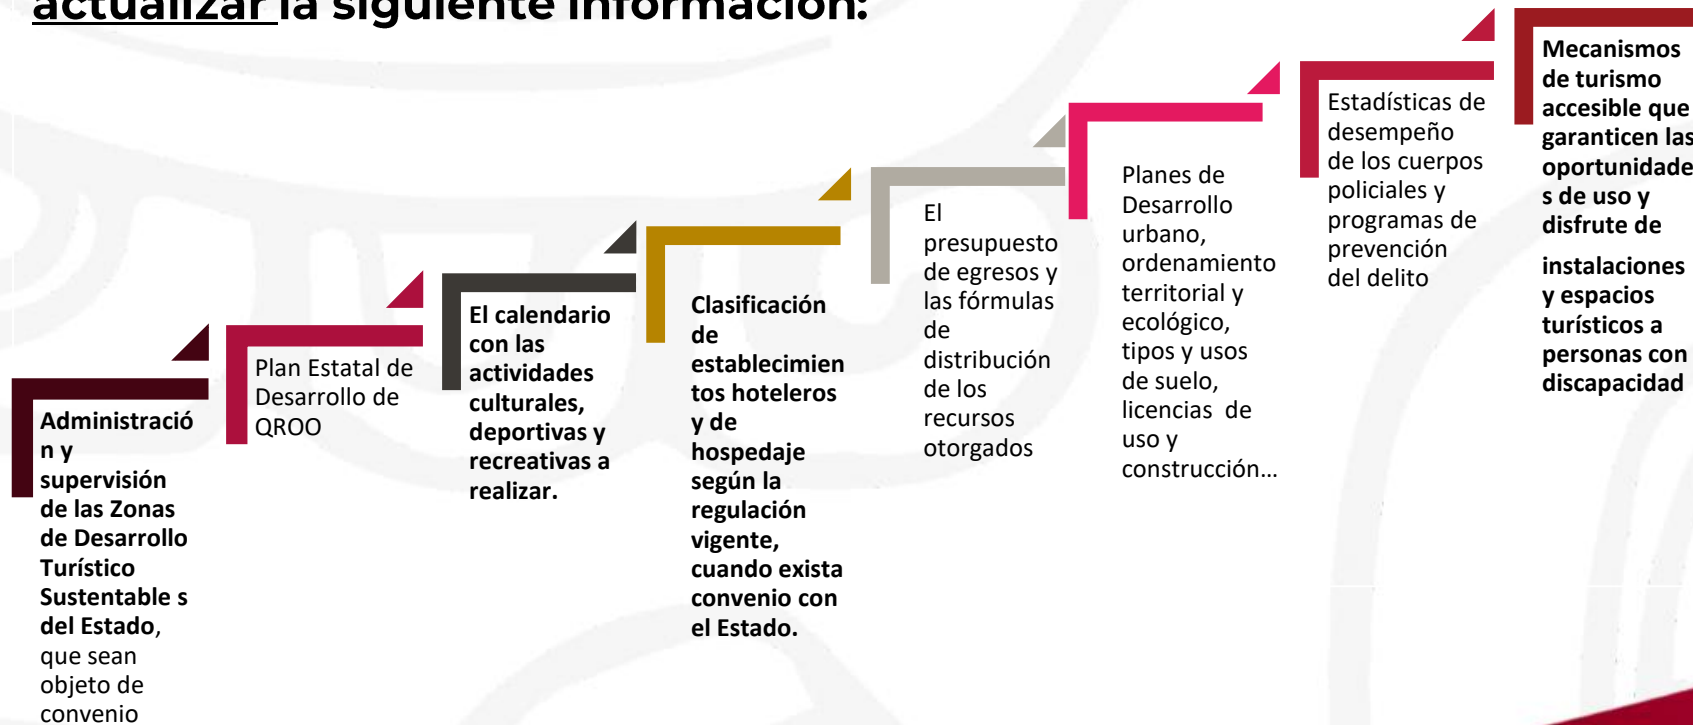 actualizar la siguiente información:
Administració
n y
supervisión
de las Zonas
de Desarrollo
Turístico
Sustentable s
del Estado,
que sean
objeto de
convenio
Plan Estatal de
Desarrollo de
QROO
El calendario
con las
actividades
culturales,
deportivas y
recreativas a
realizar.
Clasificación
de
establecimien
tos hoteleros
y de
hospedaje
según la
regulación
vigente,
cuando exista
convenio con
el Estado.
El
presupuesto
de egresos y
las fórmulas
de
distribución
de los
recursos
otorgados
Planes de
Desarrollo
urbano,
ordenamiento
territorial y
ecológico,
tipos y usos
de suelo,
licencias de
uso y
construcción...
Estadísticas de
desempeño
de los cuerpos
policiales y
programas de
prevención
del delito
Mecanismos
de turismo
accesible que
garanticen las
oportunidade
s de uso y
disfrute de
instalaciones
y espacios
turísticos a
personas con
discapacidad